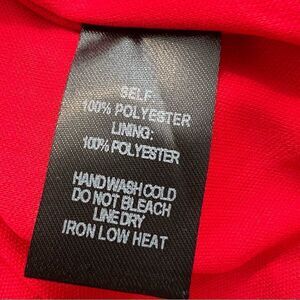 SELF:
100% POLYESTER
LINING:
100% POLYESTER
HAND WASH COLD
DO NOT BLEACH
LINE DRY
IRON LOW HEAT